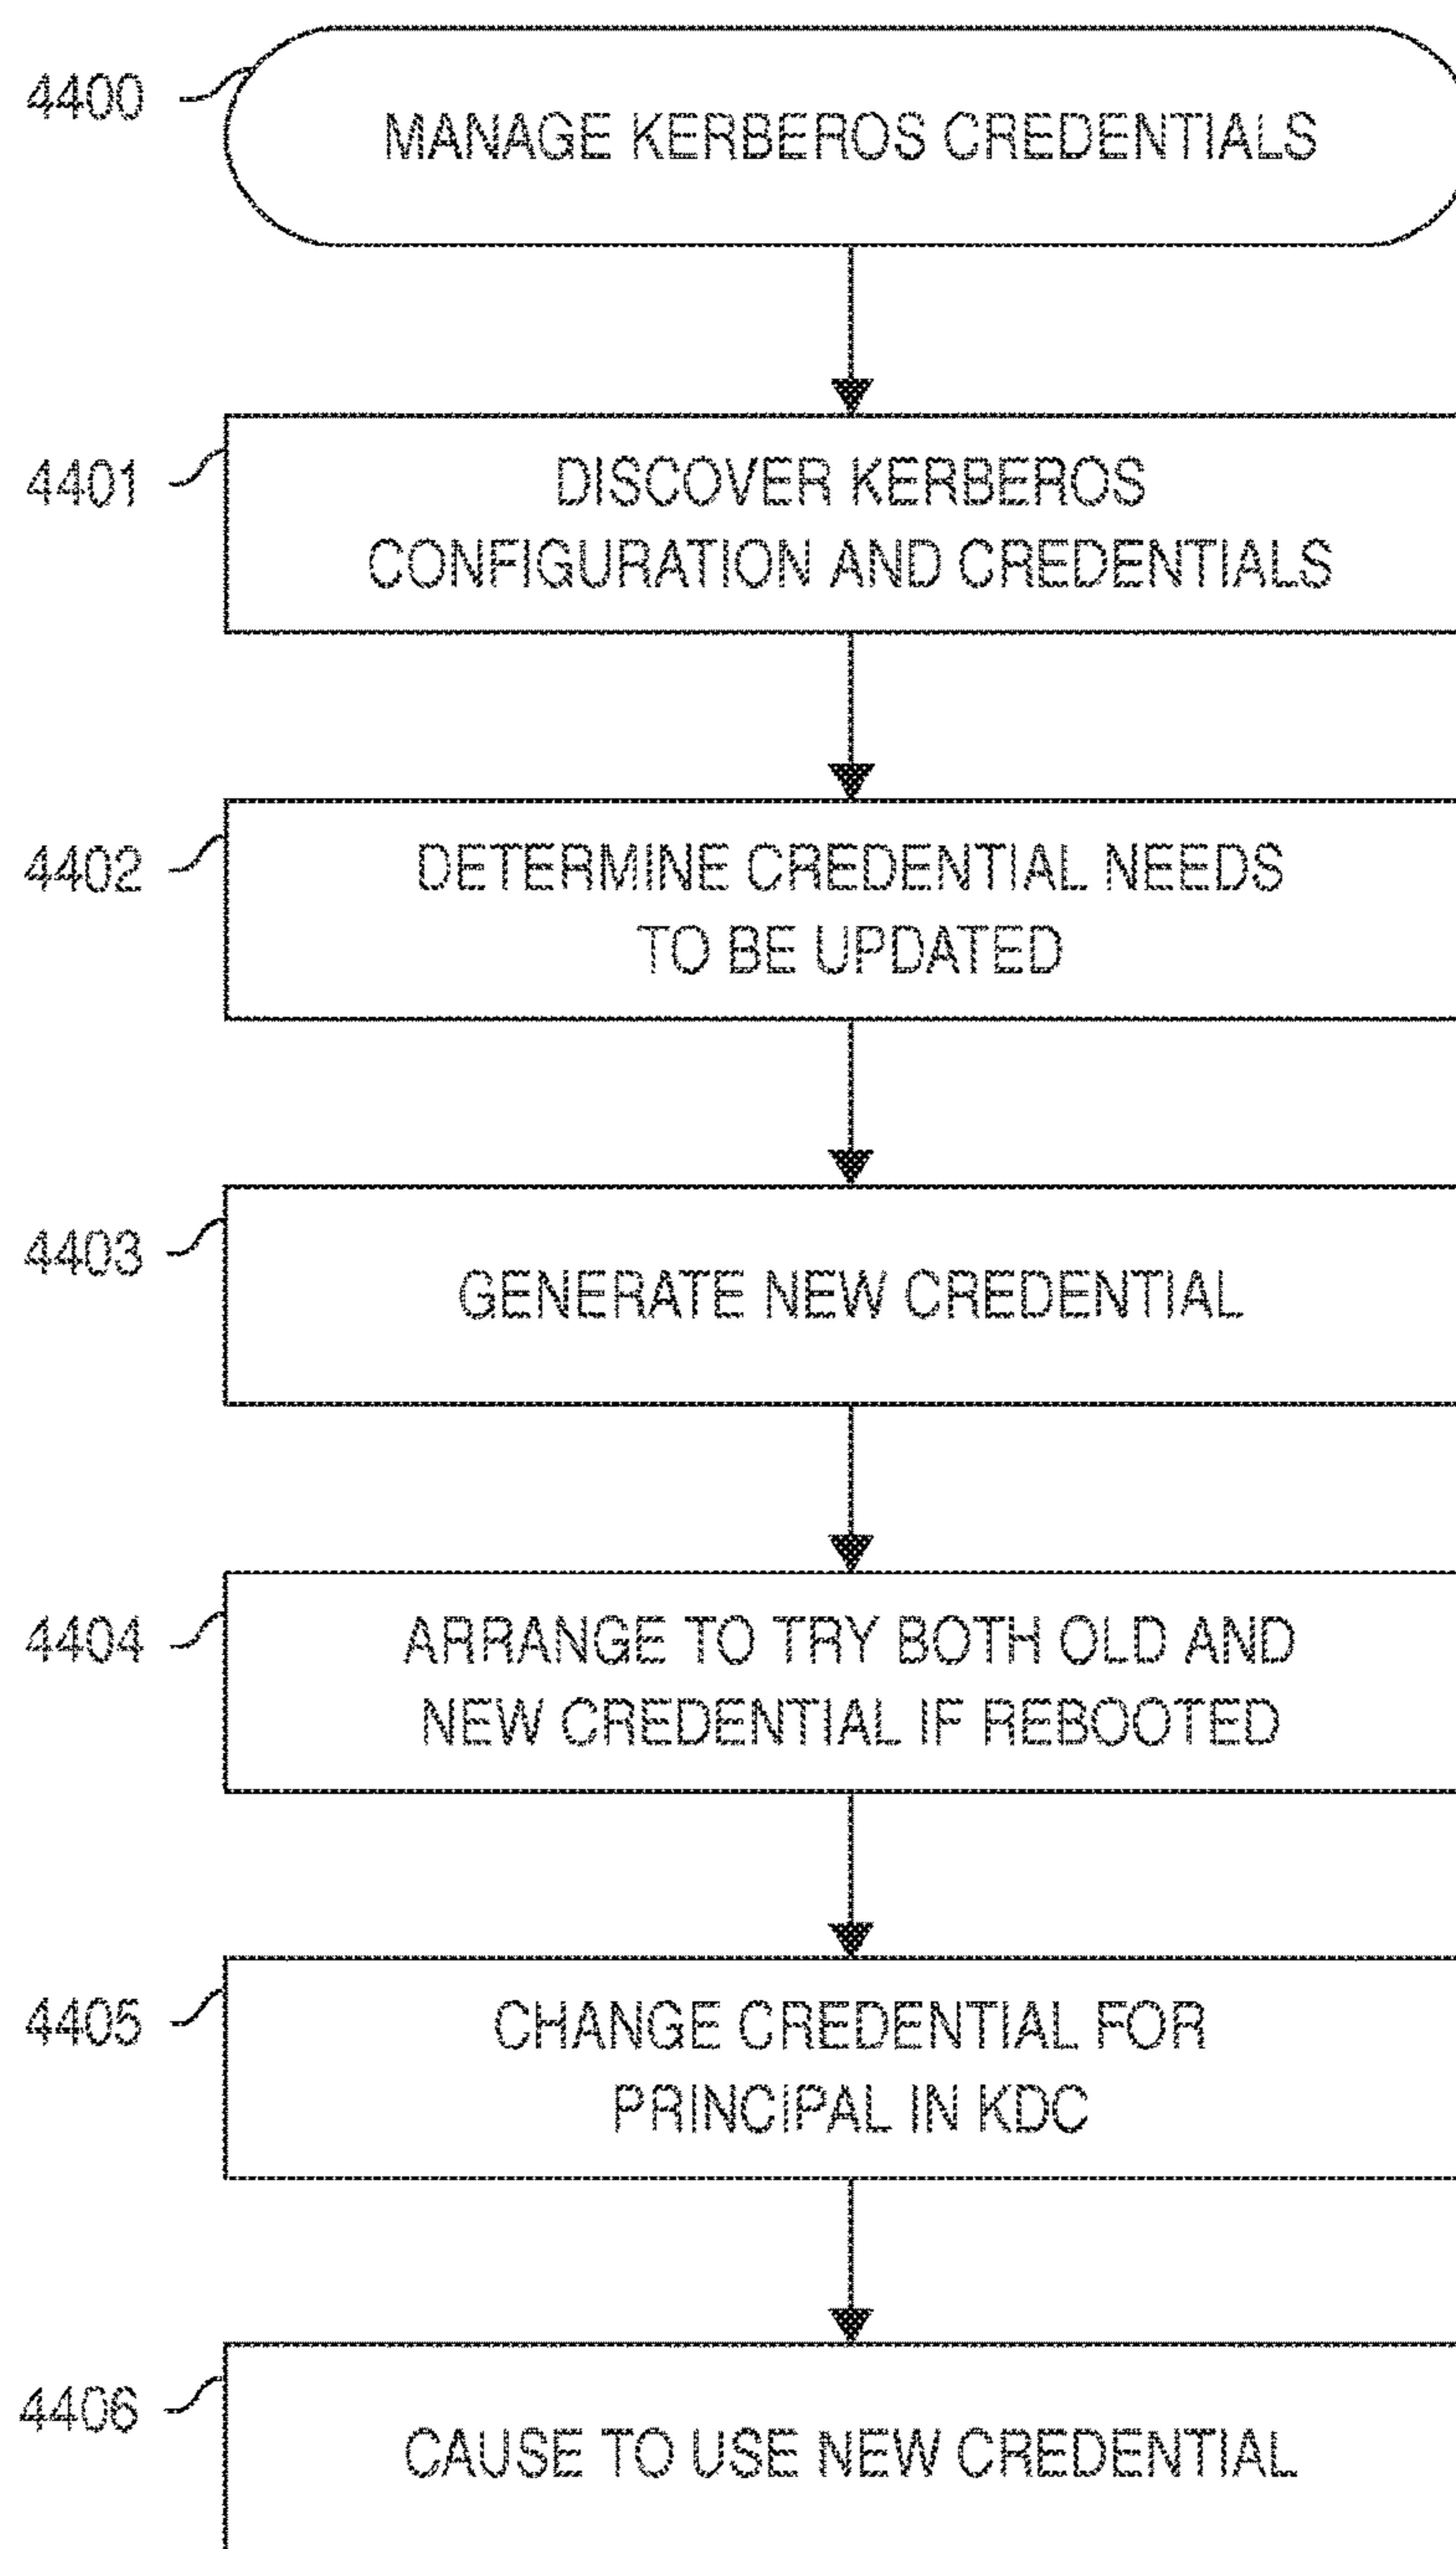 4400
MANAGE KERBEROS CREDENTIALS
4401
DISCOVER KERBEROS
CONFIGURATION AND CREDENTIALS
4402
DETERMINE CREDENTIAL NEEDS
TO BE UPDATED
4403
GENERATE NEW CREDENTIAL
4404
ARRANGE TO TRY BOTH OLD AND
NEW CREDENTIAL IF REBOOTED
4405
CHANGE CREDENTIAL FOR
PRINCIPAL IN KDC
4406
CAUSE TO USE NEW CREDENTIAL